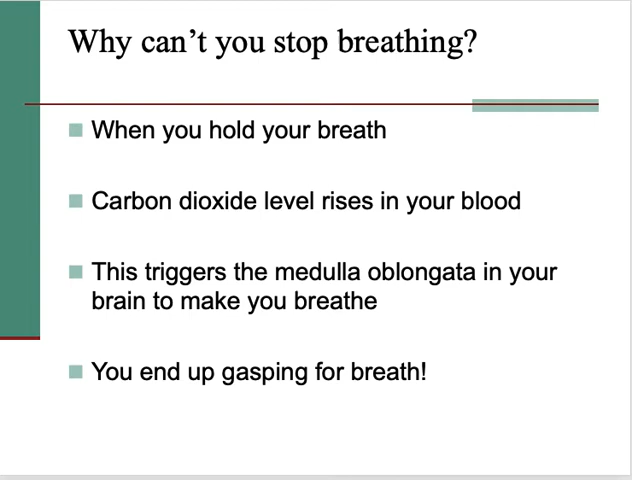 Why can’t you stop breathing?
When you hold your breath
Carbon dioxide level rises in your blood
This triggers the medulla oblongata in your
brain to make you breathe
You end up gasping for breath!